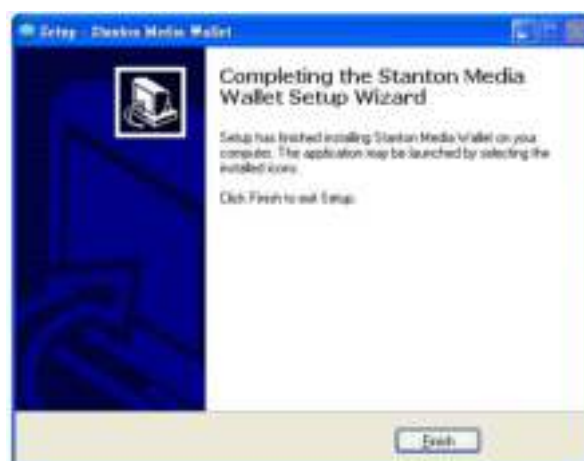 Setup - Stanton Media Wallet
Completing the Stanton Media
Wallet Setup Wizard
Setup has finished installing Stanton Media Wallet on your
computer. The application may be launched by selecting the
installed icons.
Click Finish to exit Setup.
Finish